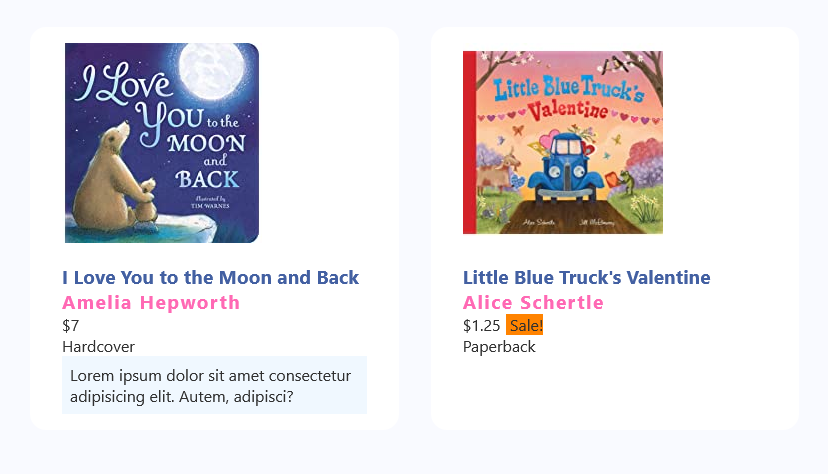 I Love
You to the
MOON
and
BACK
illustrated by
TIM WARNES
I Love You to the Moon and Back
Amelia Hepworth
$7
Hardcover
Lorem ipsum dolor sit amet consectetur
adipisicing elit. Autem, adipisci?
Little Blue Truck's
Valentine
Alice Schertle
Jill McElmurry
Little Blue Truck's Valentine
Alice Schertle
$1.25 Sale!
Paperback